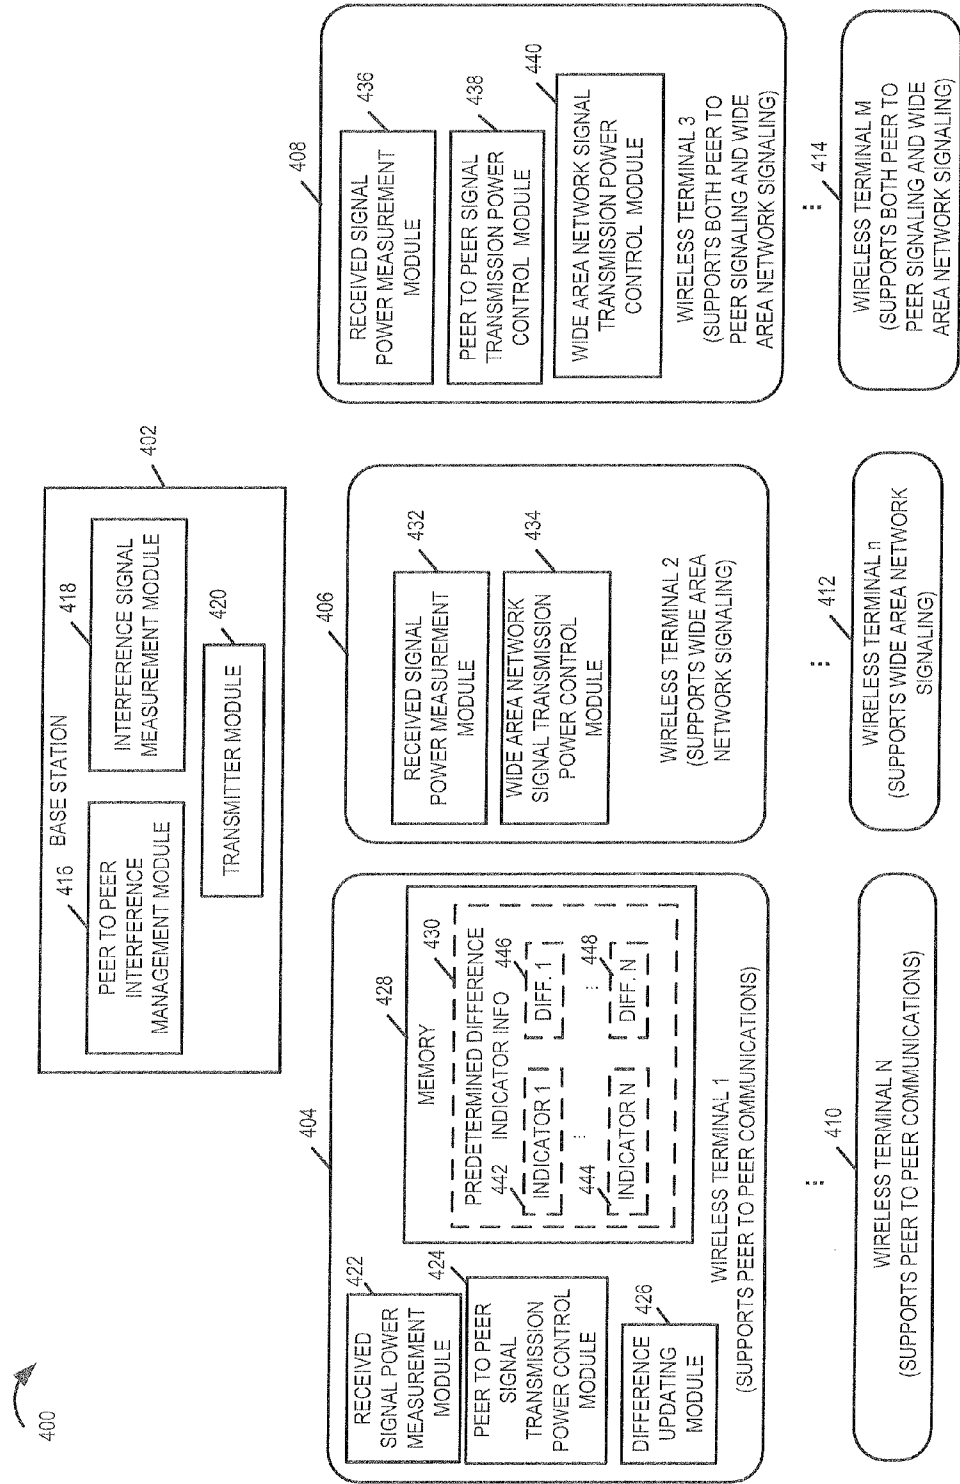 400
402
BASE STATION
416
PEER TO PEER
INTERFERENCE
MANAGEMENT MODULE
418
INTERFERENCE SIGNAL
MEASUREMENT MODULE
420
TRANSMITTER MODULE
404
422
RECEIVED
SIGNAL POWER
MEASUREMENT
MODULE
424
PEER TO PEER
SIGNAL
TRANSMISSION
POWER CONTROL
MODULE
426
DIFFERENCE
UPDATING
MODULE
428
MEMORY
430
PREDETERMINED DIFFERENCE
INDICATOR INFO
442
INDICATOR 1
446
DIFF. 1
444
INDICATOR N
448
DIFF. N
WIRELESS TERMINAL 1
(SUPPORTS PEER TO PEER COMMUNICATIONS)
406
432
RECEIVED SIGNAL
POWER MEASUREMENT
MODULE
434
WIDE AREA NETWORK
SIGNAL TRANSMISSION
POWER CONTROL
MODULE
WIRELESS TERMINAL 2
(SUPPORTS WIDE AREA
NETWORK SIGNALING)
408
436
RECEIVED SIGNAL
POWER MEASUREMENT
MODULE
438
PEER TO PEER SIGNAL
TRANSMISSION POWER
CONTROL MODULE
440
WIDE AREA NETWORK SIGNAL
TRANSMISSION POWER
CONTROL MODULE
WIRELESS TERMINAL 3
(SUPPORTS BOTH PEER TO
PEER SIGNALING AND WIDE
AREA NETWORK SIGNALING)
410
WIRELESS TERMINAL N
(SUPPORTS PEER TO PEER COMMUNICATIONS)
412
WIRELESS TERMINAL n
(SUPPORTS WIDE AREA NETWORK
SIGNALING)
414
WIRELESS TERMINAL M
(SUPPORTS BOTH PEER TO
PEER SIGNALING AND WIDE
AREA NETWORK SIGNALING)